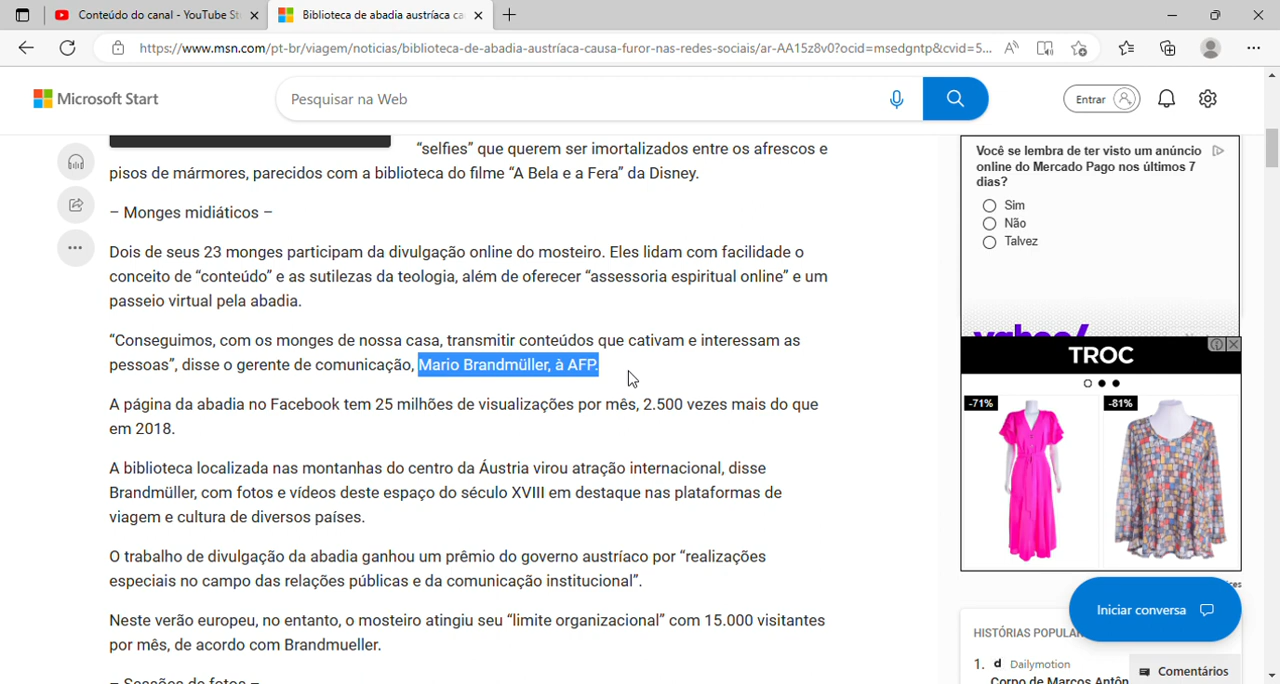 Conteúdo do canal - YouTube St
Biblioteca de abadia austríaca ca
https://www.msn.com/pt-br/viagem/noticias/biblioteca-de-abadia-austríaca-causa-furor-nas-redes-sociais/ar-AA15z8v0?ocid=msedgntp&cvid=5...
Microsoft Start
Pesquisar na Web
Entrar
"selfies" que querem ser imortalizados entre os afrescos e
pisos de mármores, parecidos com a biblioteca do filme "A Bela e a Fera" da Disney.
– Monges midiáticos –
Dois de seus 23 monges participam da divulgação online do mosteiro. Eles lidam com facilidade o
conceito de "conteúdo" e as sutilezas da teologia, além de oferecer "assessoria espiritual online" e um
passeio virtual pela abadia.
"Conseguimos, com os monges de nossa casa, transmitir conteúdos que cativam e interessam as
pessoas", disse o gerente de comunicação, Mario Brandmüller, à AFP.
A página da abadia no Facebook tem 25 milhões de visualizações por mês, 2.500 vezes mais do que
em 2018.
A biblioteca localizada nas montanhas do centro da Áustria virou atração internacional, disse
Brandmüller, com fotos e vídeos deste espaço do século XVIII em destaque nas plataformas de
viagem e cultura de diversos países.
O trabalho de divulgação da abadia ganhou um prêmio do governo austríaco por "realizações
especiais no campo das relações públicas e da comunicação institucional".
Neste verão europeu, no entanto, o mosteiro atingiu seu "limite organizacional" com 15.000 visitantes
por mês, de acordo com Brandmueller.
– Sessões de fotos –
Você se lembra de ter visto um anúncio
online do Mercado Pago nos últimos 7
dias?
Sim
Não
Talvez
yahoo/
TROC
-71%
-81%
Iniciar conversa
HISTÓRIAS POPULAR
1. d Dailymotion
Corpo de Marcos Antôn
Comentários